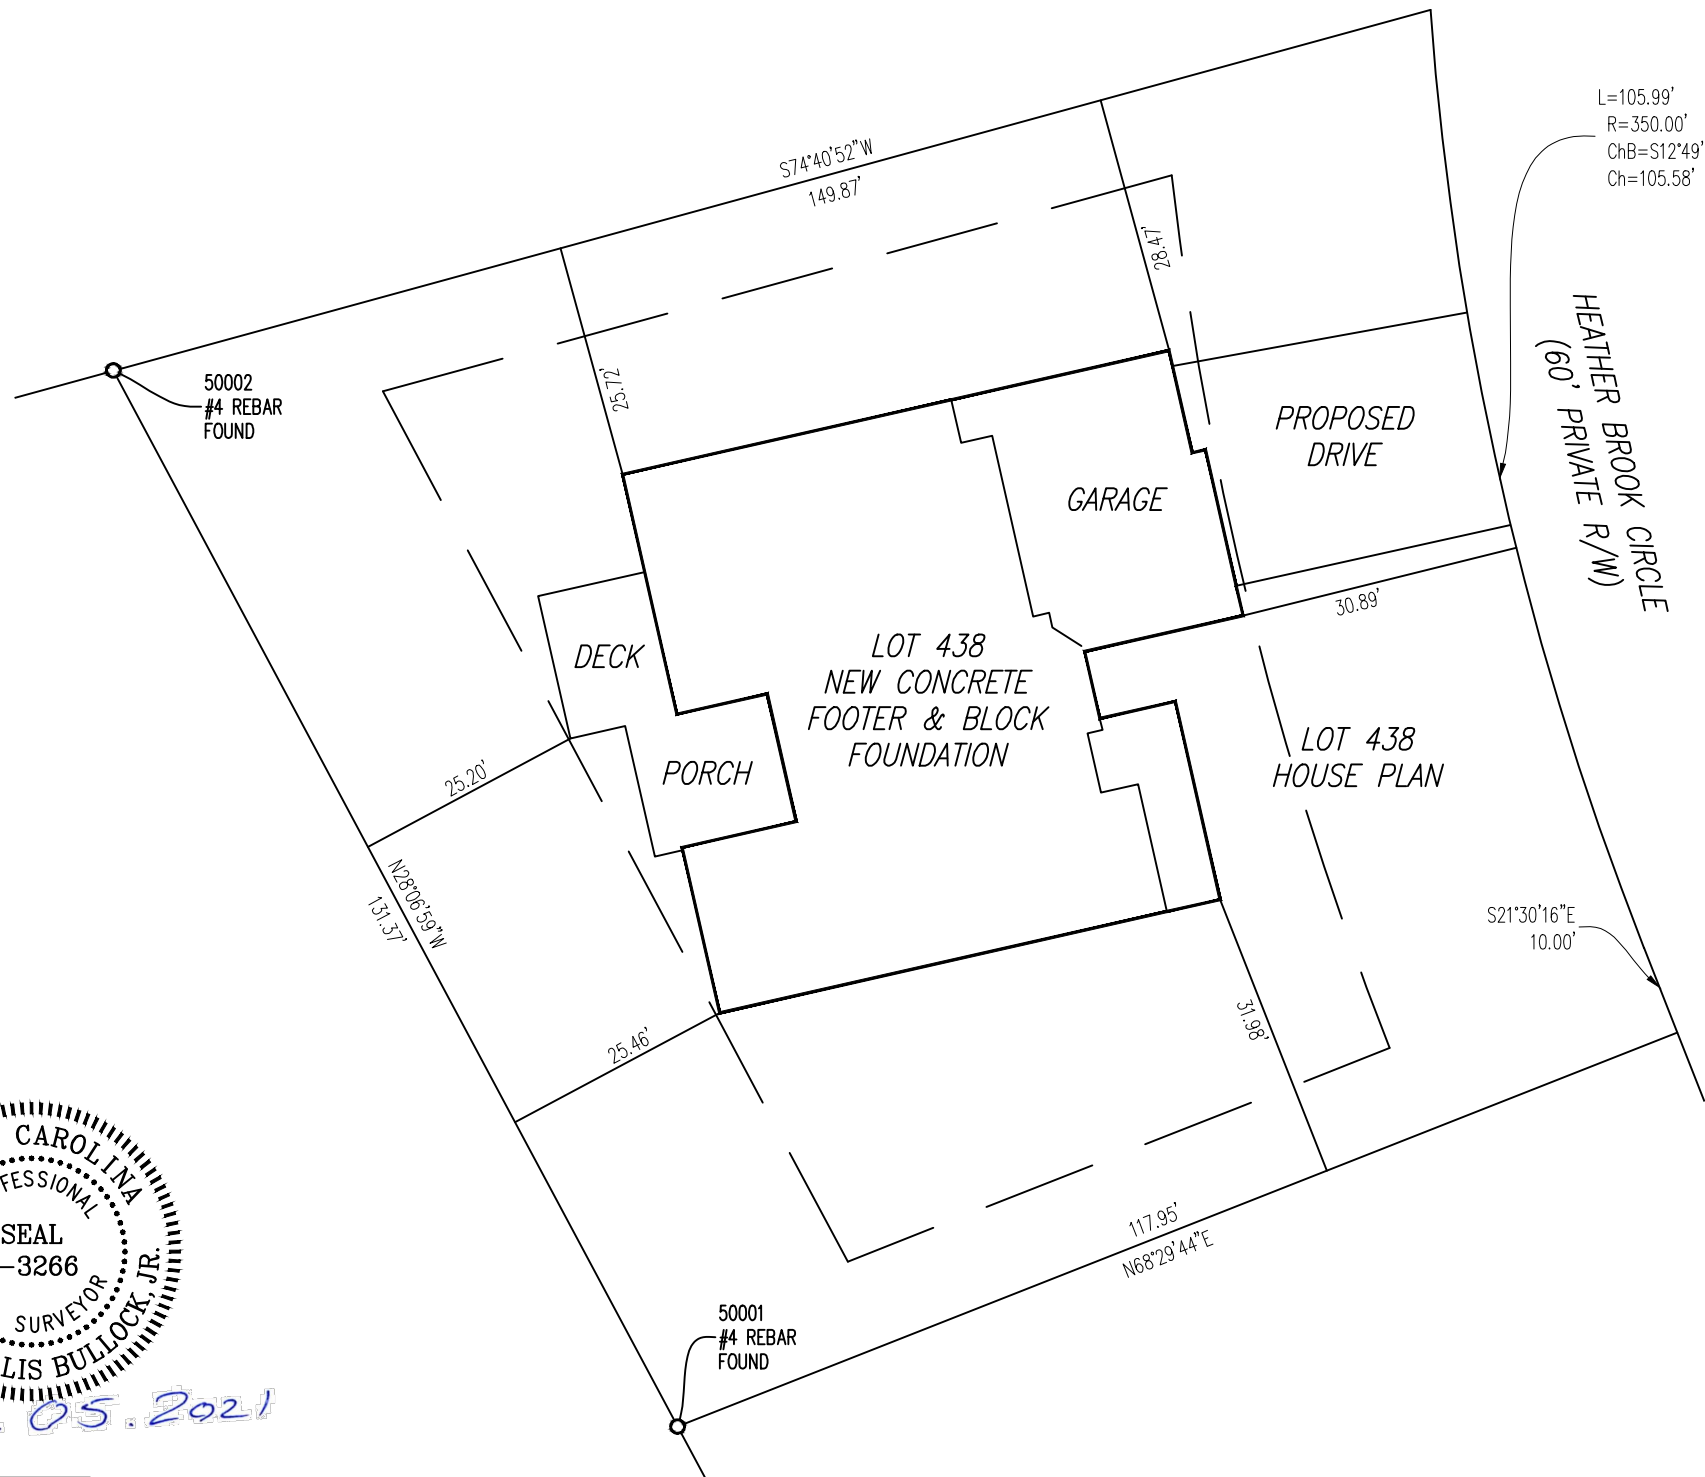 L=105.99'
R=350.00'
ChB=S12°49'
Ch=105.58'
S74°40'52"W
149.87'
28.47'
25.72'
50002
#4 REBAR
FOUND
HEATHER BROOK CIRCLE
(60' PRIVATE R/W)
PROPOSED
DRIVE
GARAGE
30.89'
DECK
LOT 438
NEW CONCRETE
FOOTER & BLOCK
FOUNDATION
PORCH
LOT 438
HOUSE PLAN
25.20'
N28°06'59"W
131.37'
S21°30'16"E
10.00'
31.98'
25.46'
117.95'
N68°29'44"E
50001
#4 REBAR
FOUND
CAROLINA
FESSIONAL
SEAL
-3266
SURVEYOR
LIS BULLOCK, JR.
. 05.2021